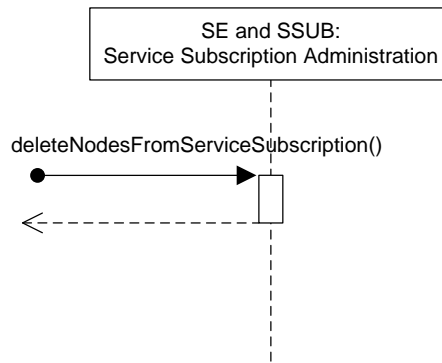 SE and SSUB:
Service Subscription Administration
deleteNodesFromServiceSubscription()